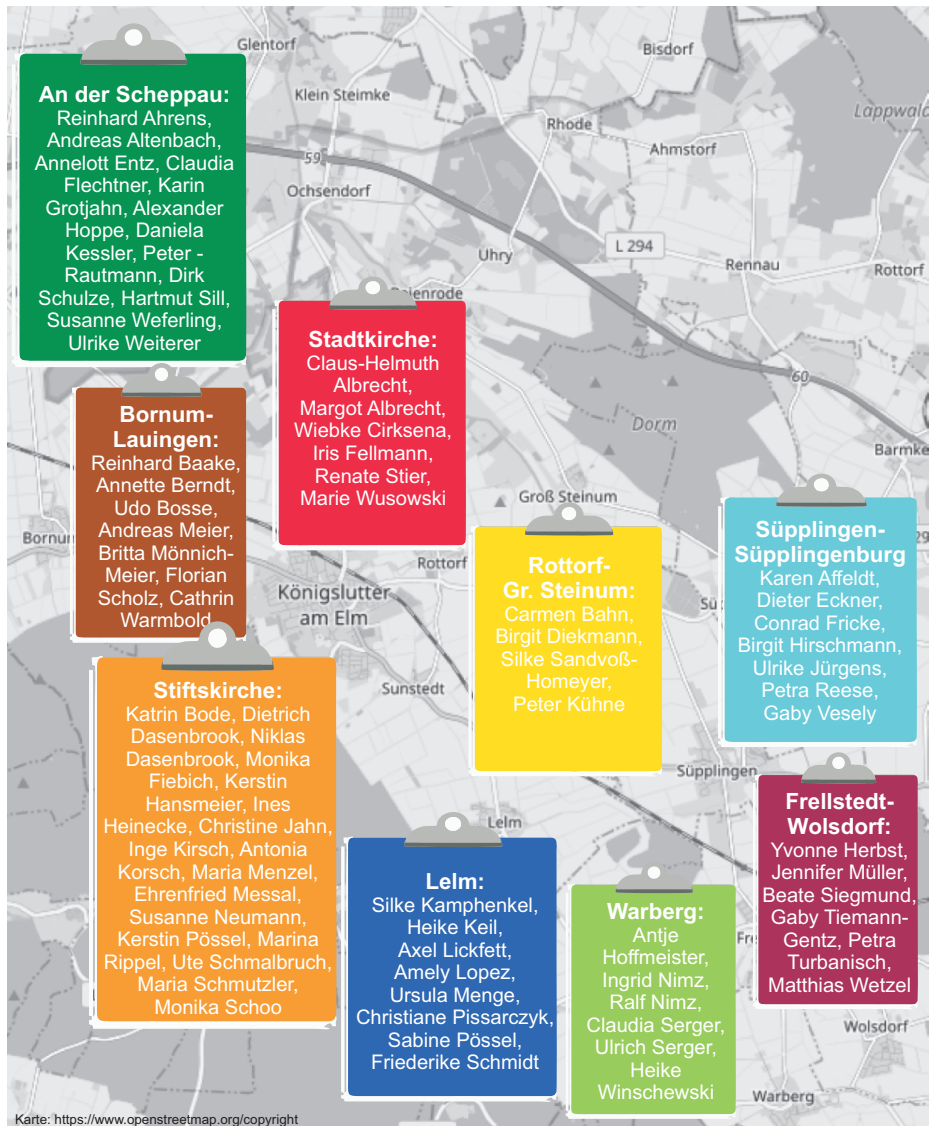 Glentorf
Bisdorf
Klein Steimke
Lappwald
Rhode
Ahmstorf
59
Ochsendorf
Uhry
L 294
Rennau
Rottorf
An der Scheppau:
Reinhard Ahrens,
Andreas Altenbach,
Annelott Entz, Claudia
Flechtner, Karin
Grotjahn, Alexander
Hoppe, Daniela
Kessler, Peter -
Rautmann, Dirk
Schulze, Hartmut Sill,
Susanne Weferling,
Ulrike Weiterer
Stadtkirche:
Claus-Helmuth
Albrecht,
Margot Albrecht,
Wiebke Cirksena,
Iris Fellmann,
Renate Stier,
Marie Wusowski
60
Dorm
Barmke
Groß Steinum
Bornum-
Lauingen:
Reinhard Baake,
Annette Berndt,
Udo Bosse,
Andreas Meier,
Britta Mönnich-
Meier, Florian
Scholz, Cathrin
Warmbold
Rottorf
Königslutter
am Elm
Sunstedt
Rottorf-
Gr. Steinum:
Carmen Bahn,
Birgit Diekmann,
Silke Sandvoß-
Homeyer,
Peter Kühne
Süpplingen-
Süpplingenburg
Karen Affeldt,
Dieter Eckner,
Conrad Fricke,
Birgit Hirschmann,
Ulrike Jürgens,
Petra Reese,
Gaby Vesely
Süpplingen
Stiftskirche:
Katrin Bode, Dietrich
Dasenbrook, Niklas
Dasenbrook, Monika
Fiebich, Kerstin
Hansmeier, Ines
Heinecke, Christine Jahn,
Inge Kirsch, Antonia
Korsch, Maria Menzel,
Ehrenfried Messal,
Susanne Neumann,
Kerstin Pössel, Marina
Rippel, Ute Schmalbruch,
Maria Schmutzler,
Monika Schoo
Lelm
Lelm:
Silke Kamphenkel,
Heike Keil,
Axel Lickfett,
Amely Lopez,
Ursula Menge,
Christiane Pissarczyk,
Sabine Pössel,
Friederike Schmidt
Warberg:
Antje
Hoffmeister,
Ingrid Nimz,
Ralf Nimz,
Claudia Serger,
Ulrich Serger,
Heike
Winschewski
Frellstedt-
Wolsdorf:
Yvonne Herbst,
Jennifer Müller,
Beate Siegmund,
Gaby Tiemann-
Gentz, Petra
Turbanisch,
Matthias Wetzel
Wolsdorf
Warberg
Karte: https://www.openstreetmap.org/copyright